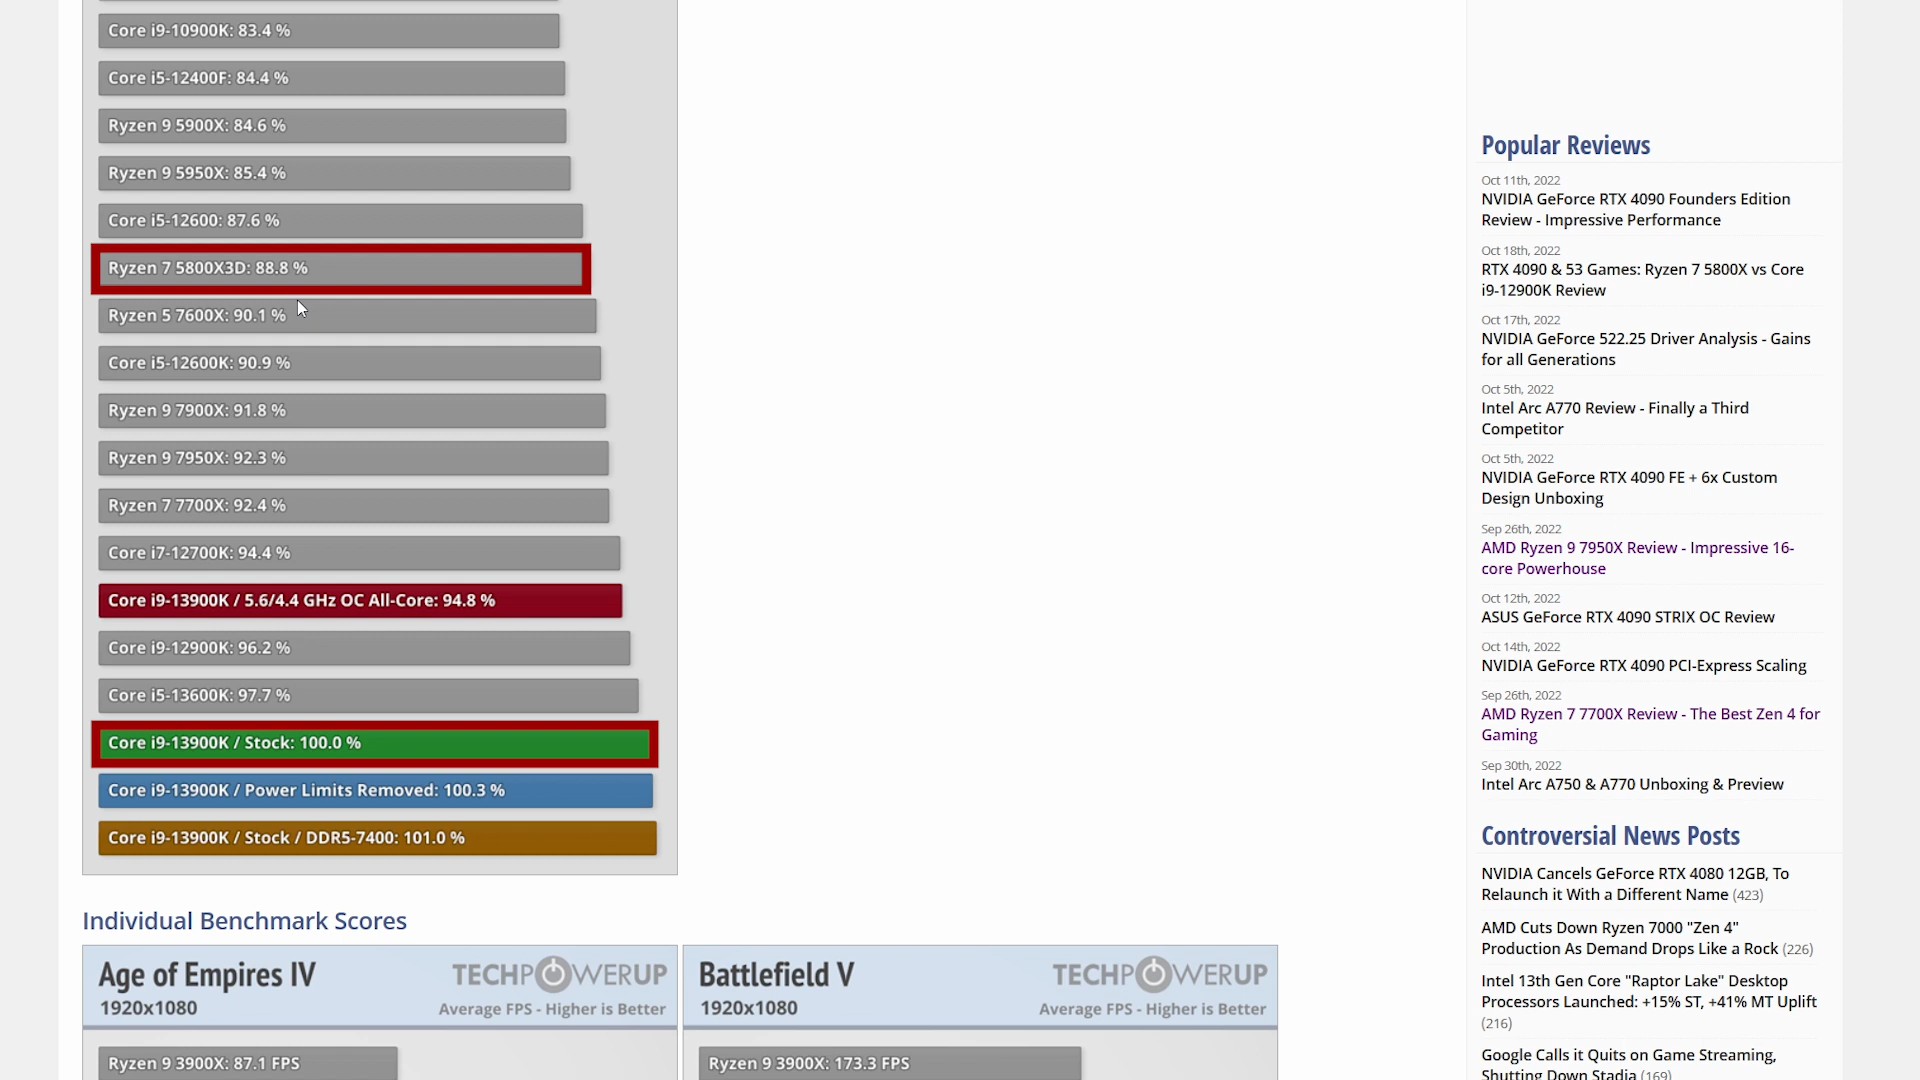 Core i9-10900K: 83.4 %
Core i5-12400F: 84.4 %
Ryzen 9 5900X: 84.6 %
Ryzen 9 5950X: 85.4 %
Core i5-12600: 87.6 %
Ryzen 7 5800X3D: 88.8 %
Ryzen 5 7600X: 90.1 %
Core i5-12600K: 90.9 %
Ryzen 9 7900X: 91.8 %
Ryzen 9 7950X: 92.3 %
Ryzen 7 7700X: 92.4 %
Core i7-12700K: 94.4 %
Core i9-13900K / 5.6/4.4 GHz OC All-Core: 94.8 %
Core i9-12900K: 96.2 %
Core i5-13600K: 97.7 %
Core i9-13900K / Stock: 100.0 %
Core i9-13900K / Power Limits Removed: 100.3 %
Core i9-13900K / Stock / DDR5-7400: 101.0 %
Individual Benchmark Scores
Age of Empires IV
TECHPOWERUP
1920x1080
Average FPS - Higher is Better
Ryzen 9 3900X: 87.1 FPS
Battlefield V
TECHPOWERUP
1920x1080
Average FPS - Higher is Better
Ryzen 9 3900X: 173.3 FPS
Popular Reviews
Oct 11th, 2022
NVIDIA GeForce RTX 4090 Founders Edition
Review - Impressive Performance
Oct 18th, 2022
RTX 4090 & 53 Games: Ryzen 7 5800X vs Core
i9-12900K Review
Oct 17th, 2022
NVIDIA GeForce 522.25 Driver Analysis - Gains
for all Generations
Oct 5th, 2022
Intel Arc A770 Review - Finally a Third
Competitor
Oct 5th, 2022
NVIDIA GeForce RTX 4090 FE + 6x Custom
Design Unboxing
Sep 26th, 2022
AMD Ryzen 9 7950X Review - Impressive 16-
core Powerhouse
Oct 12th, 2022
ASUS GeForce RTX 4090 STRIX OC Review
Oct 14th, 2022
NVIDIA GeForce RTX 4090 PCI-Express Scaling
Sep 26th, 2022
AMD Ryzen 7 7700X Review - The Best Zen 4 for
Gaming
Sep 30th, 2022
Intel Arc A750 & A770 Unboxing & Preview
Controversial News Posts
NVIDIA Cancels GeForce RTX 4080 12GB, To
Relaunch it With a Different Name (423)
AMD Cuts Down Ryzen 7000 "Zen 4"
Production As Demand Drops Like a Rock (226)
Intel 13th Gen Core "Raptor Lake" Desktop
Processors Launched: +15% ST, +41% MT Uplift
(216)
Google Calls it Quits on Game Streaming,
Shutting Down Stadia (169)